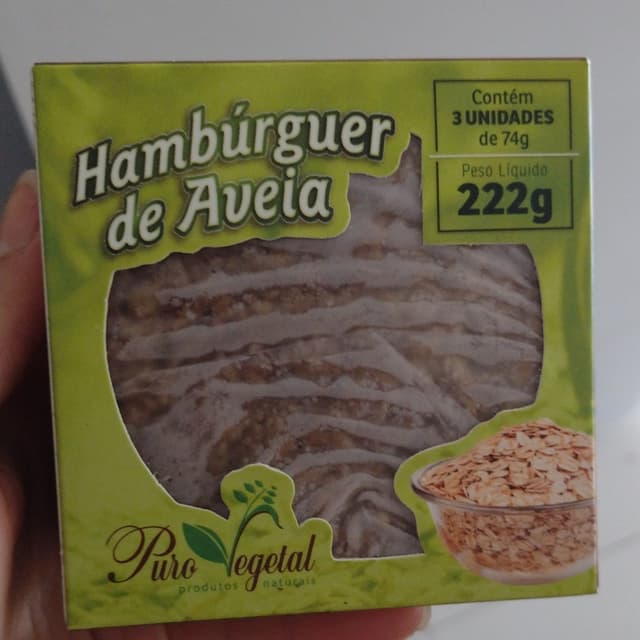 Hambúrguer
de Aveia
Contém
3 UNIDADES
de 74g
Peso Líquido
222g
Puro Vegetal
produtos naturais